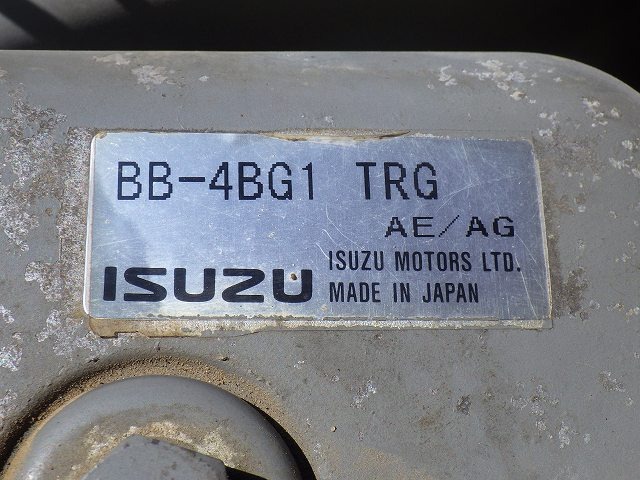 BB-4BG1 TRG
AE/AG
ISUZU
ISUZU MOTORS LTD.
MADE IN JAPAN